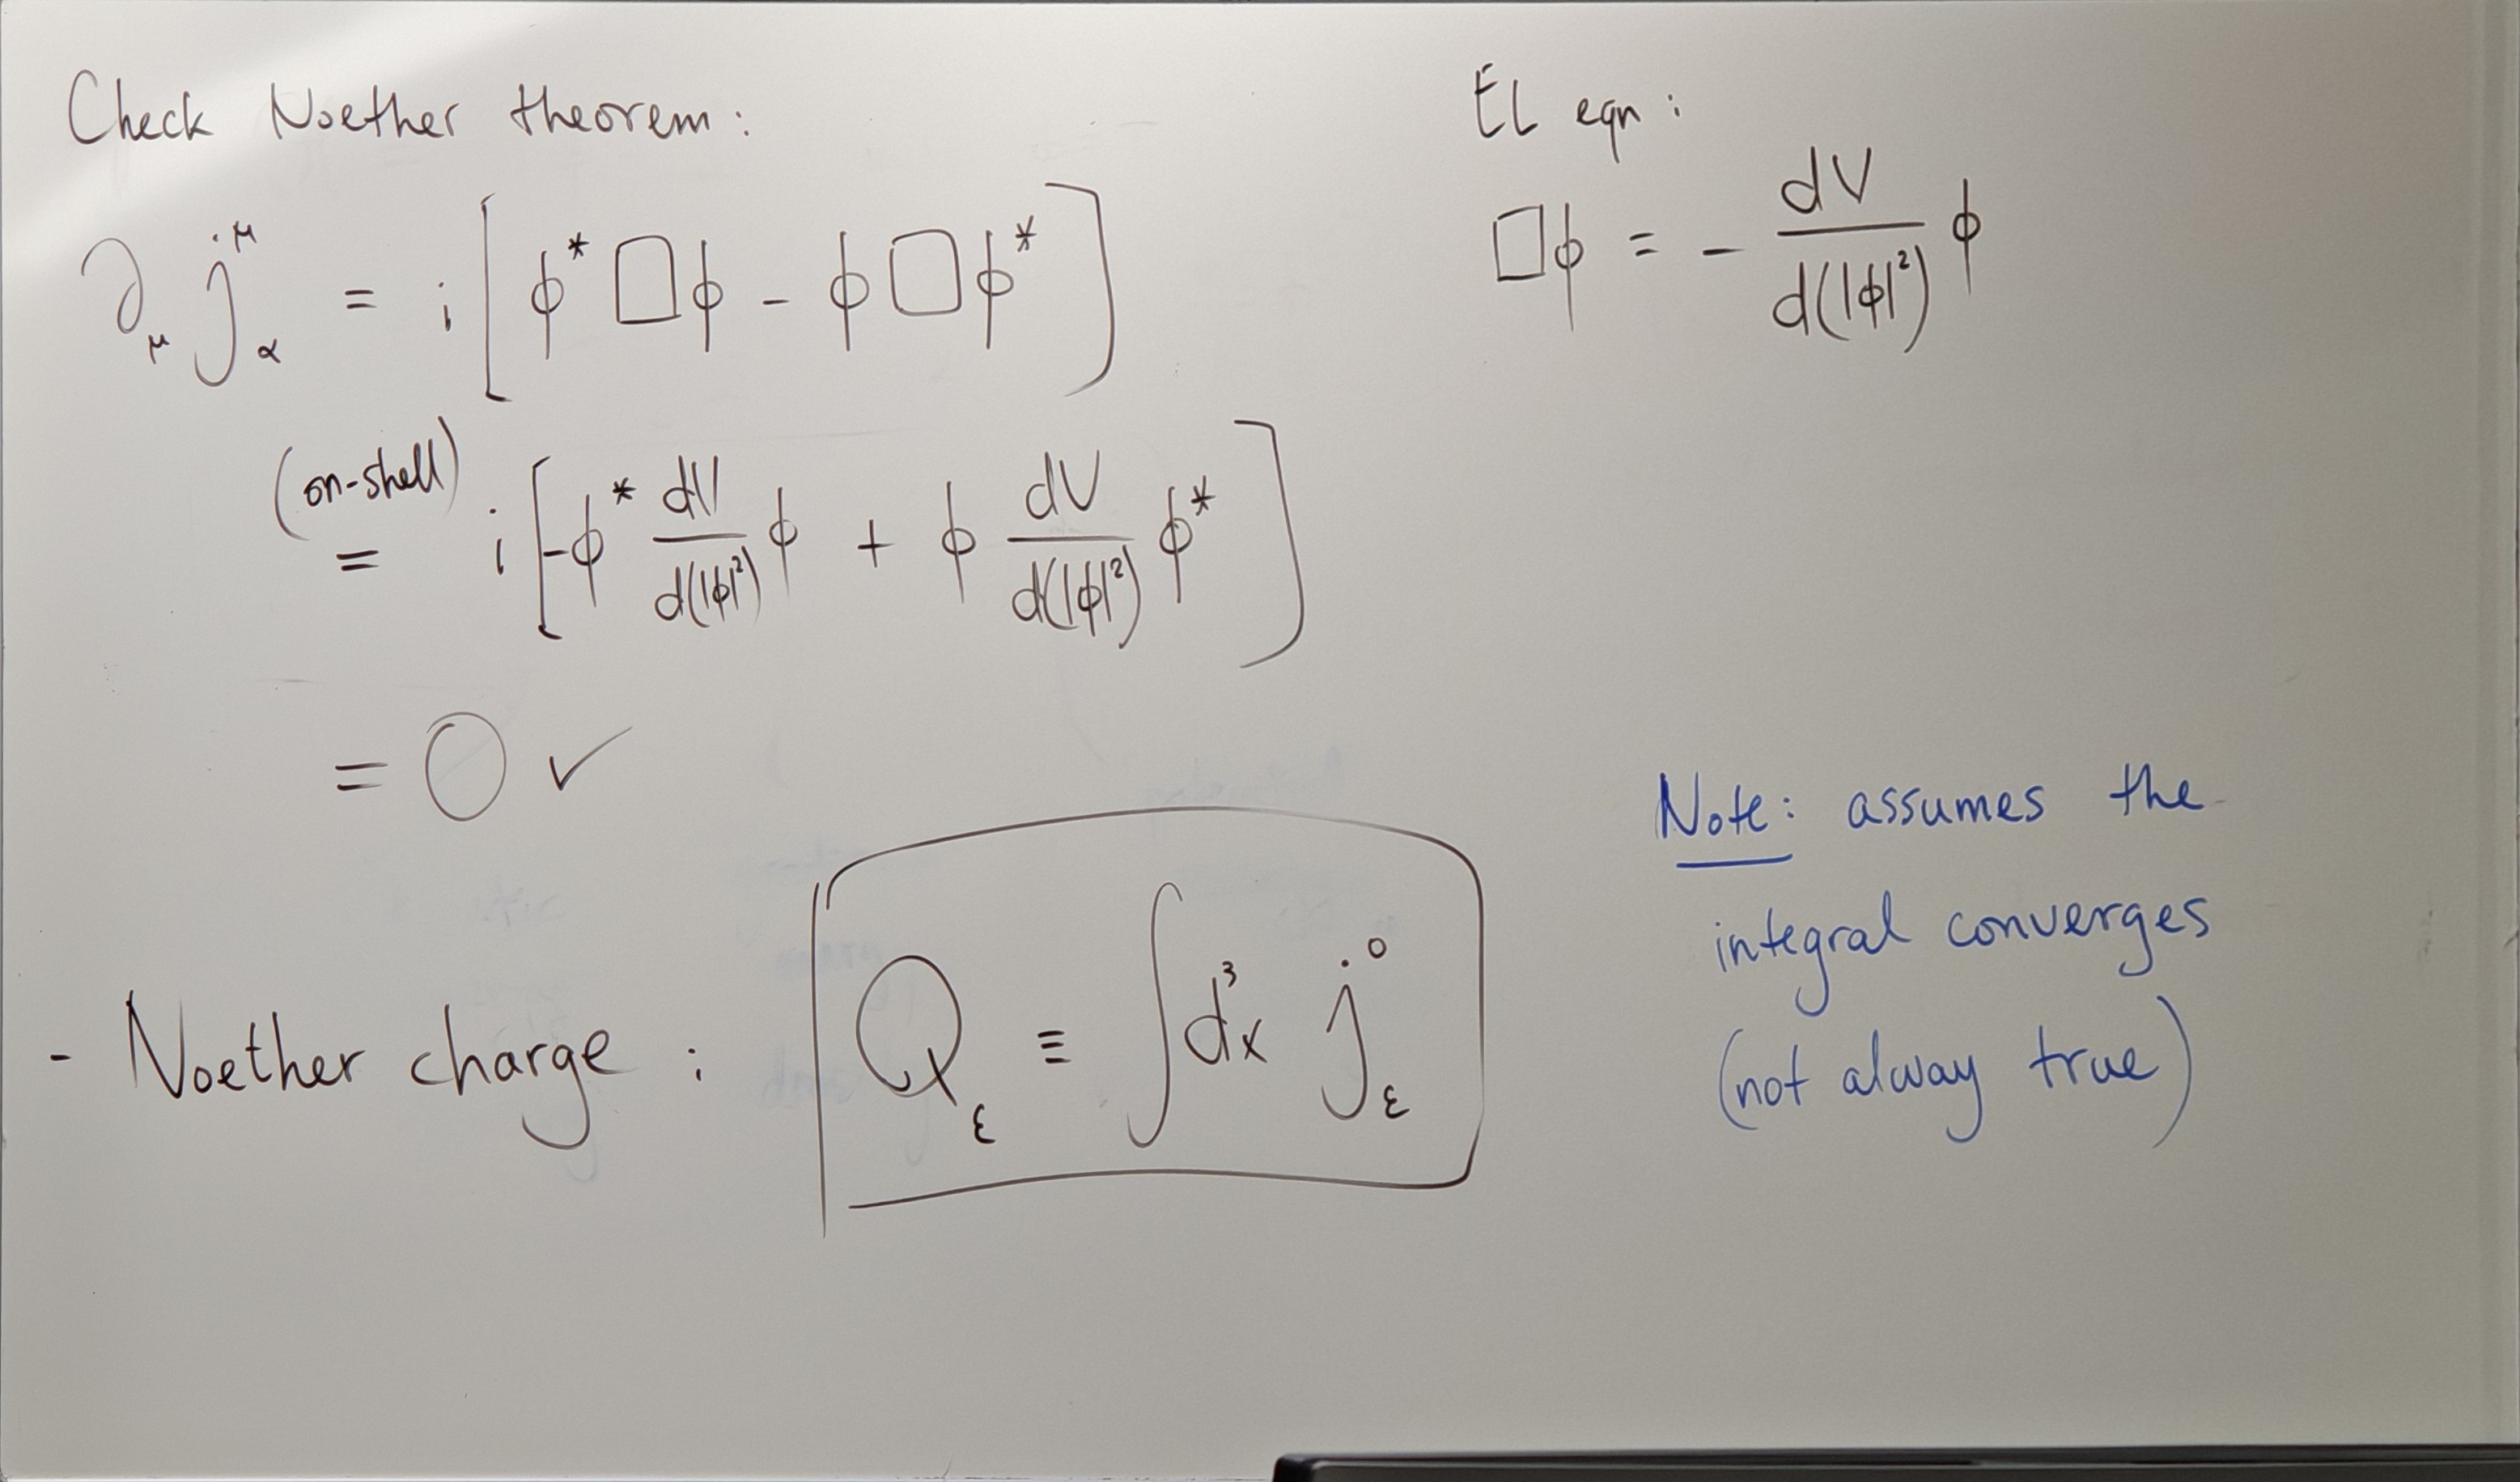 Check Noether theorem:
∂_μ j^μ_α = i [ϕ* □ϕ - ϕ □ϕ*]
(on-shell)
= i [-ϕ* dV/d(|ϕ|²) ϕ + ϕ dV/d(|ϕ|²) ϕ*]
= 0 ✓
EL eqn:
□ϕ = - dV/d(|ϕ|²) ϕ
- Noether charge: Q_ε ≡ ∫d³x j^0_ε
Note: assumes the
integral converges
(not alway true)